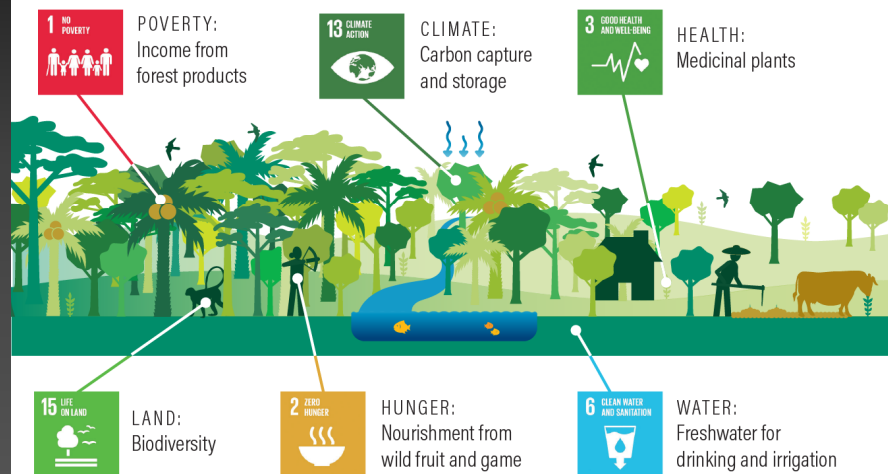 1 NO
POVERTY
POVERTY:
Income from
forest products
13 CLIMATE
ACTION
CLIMATE:
Carbon capture
and storage
3 GOOD HEALTH
AND WELL-BEING
HEALTH:
Medicinal plants
15 LIFE
ON LAND
LAND:
Biodiversity
2 ZERO
HUNGER
HUNGER:
Nourishment from
wild fruit and game
6 CLEAN WATER
AND SANITATION
WATER:
Freshwater for
drinking and irrigation